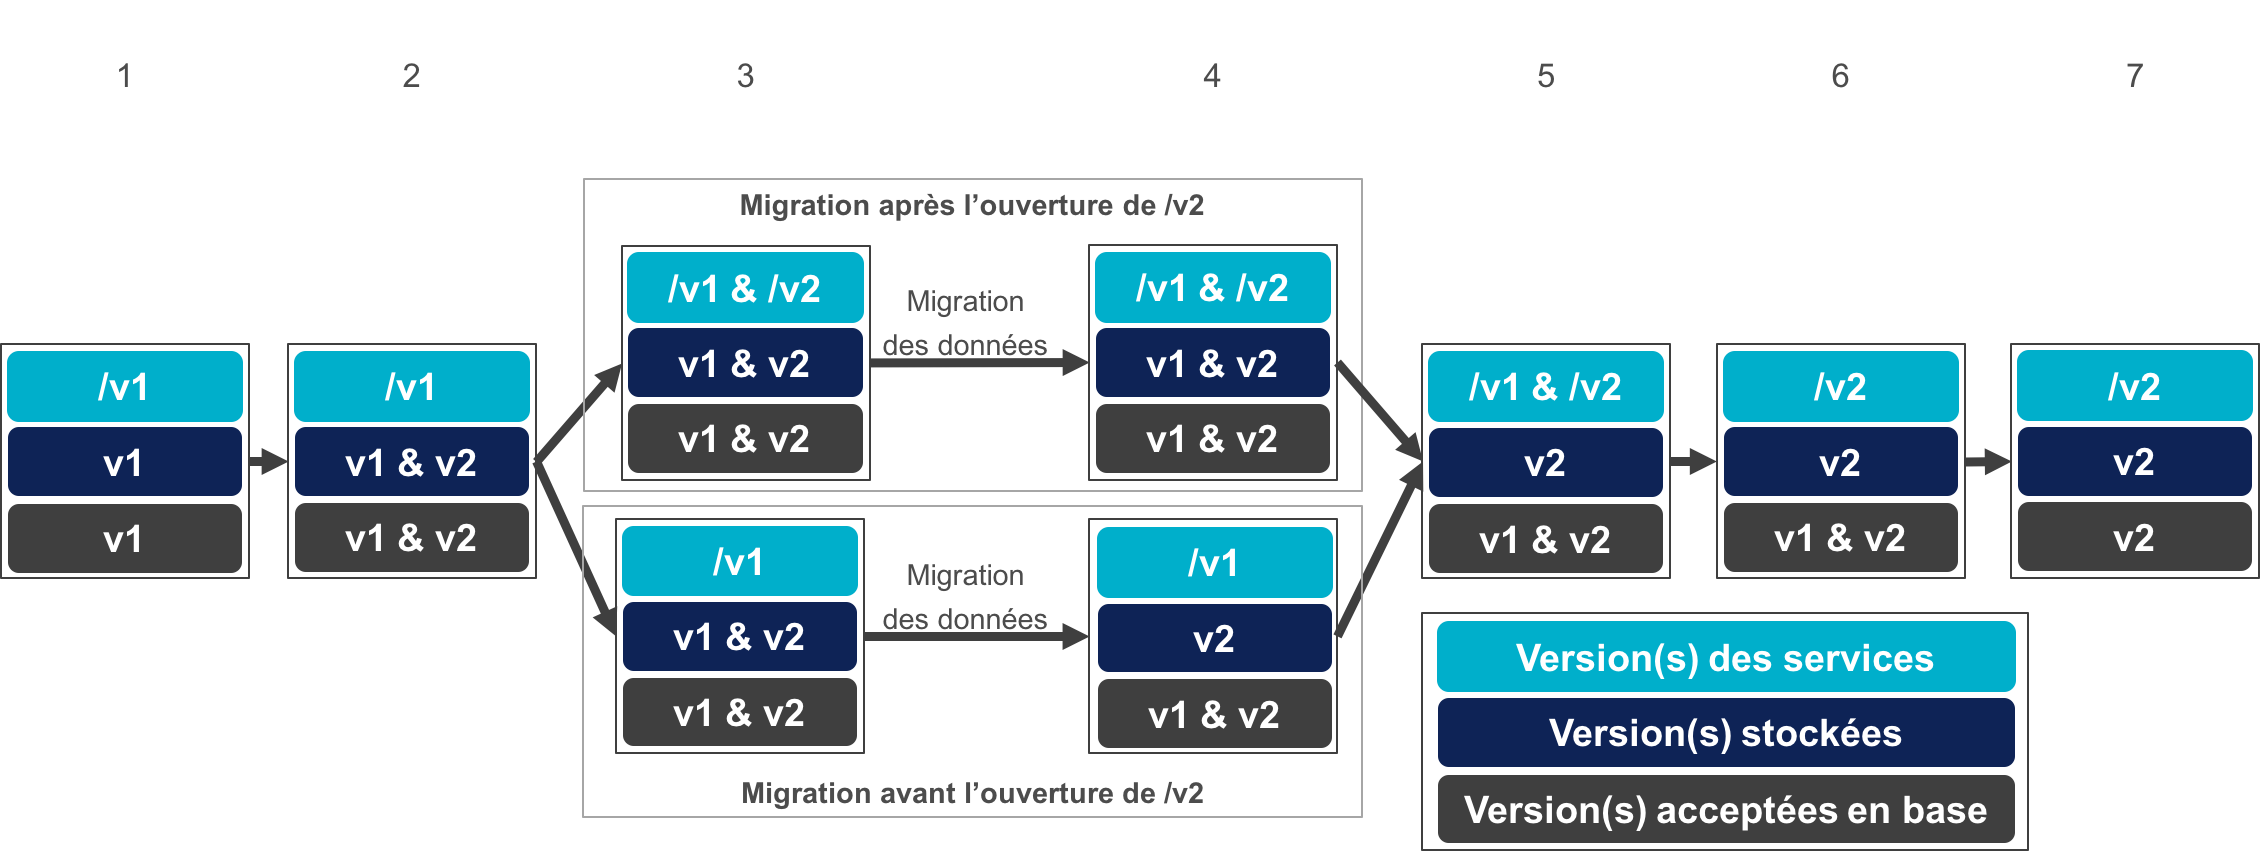 1
2
3
4
5
6
7
/v1
v1
v1
/v1
v1 & v2
v1 & v2
Migration après l’ouverture de /v2
/v1 & /v2
v1 & v2
v1 & v2
Migration
des données
/v1 & /v2
v1 & v2
v1 & v2
/v1
v1 & v2
v1 & v2
Migration
des données
/v1
v2
v1 & v2
Migration avant l’ouverture de /v2
/v1 & /v2
v2
v1 & v2
/v2
v2
v1 & v2
/v2
v2
v2
Version(s) des services
Version(s) stockées
Version(s) acceptées en base